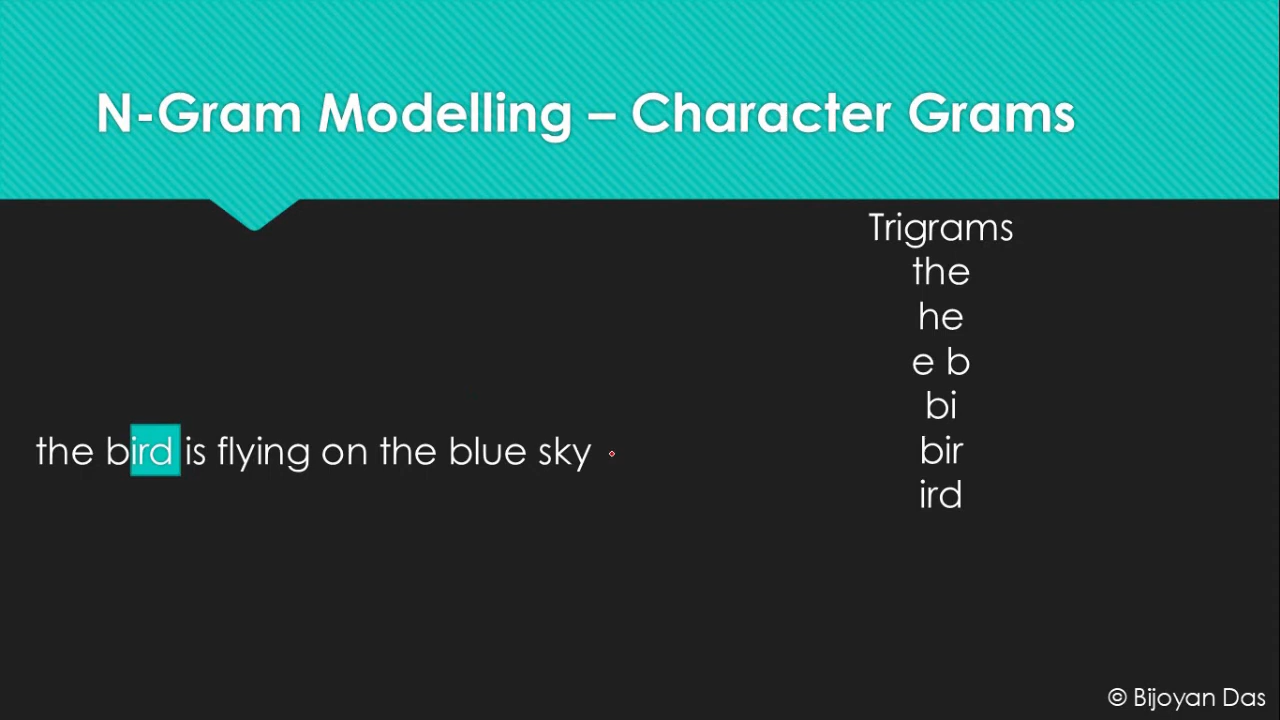 N-Gram Modelling – Character Grams
the bird is flying on the blue sky
Trigrams
the
he
e b
bi
bir
ird
© Bijoyan Das